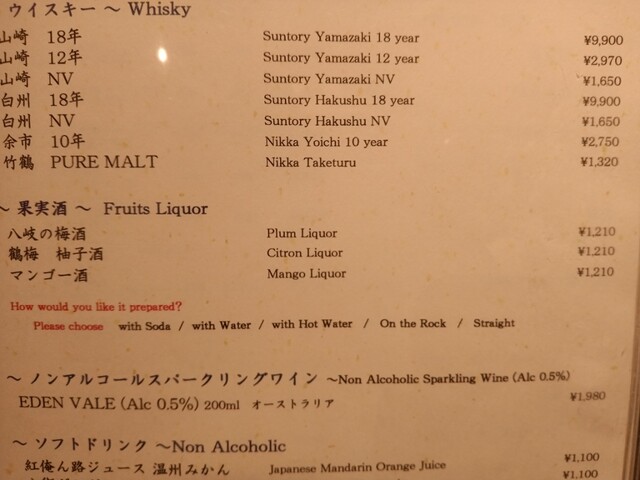 ウイスキー ～ Whisky
山崎 18年 Suntory Yamazaki 18 year ¥9,900
山崎 12年 Suntory Yamazaki 12 year ¥2,970
山崎 NV Suntory Yamazaki NV ¥1,650
白州 18年 Suntory Hakushu 18 year ¥9,900
白州 NV Suntory Hakushu NV ¥1,650
余市 10年 Nikka Yoichi 10 year ¥2,750
竹鶴 PURE MALT Nikka Taketuru ¥1,320
～ 果実酒 ～ Fruits Liquor
八岐の梅酒 Plum Liquor ¥1,210
鶴梅 柚子酒 Citron Liquor ¥1,210
マンゴー酒 Mango Liquor ¥1,210
How would you like it prepared?
Please choose with Soda / with Water / with Hot Water / On the Rock / Straight
～ ノンアルコールスパークリングワイン ～Non Alcoholic Sparkling Wine (Alc 0.5%)
EDEN VALE (Alc 0.5%) 200ml オーストラリア ¥1,980
～ ソフトドリンク ～Non Alcoholic
紅俺ん路ジュース 温州みかん Japanese Mandarin Orange Juice ¥1,100
¥1,100